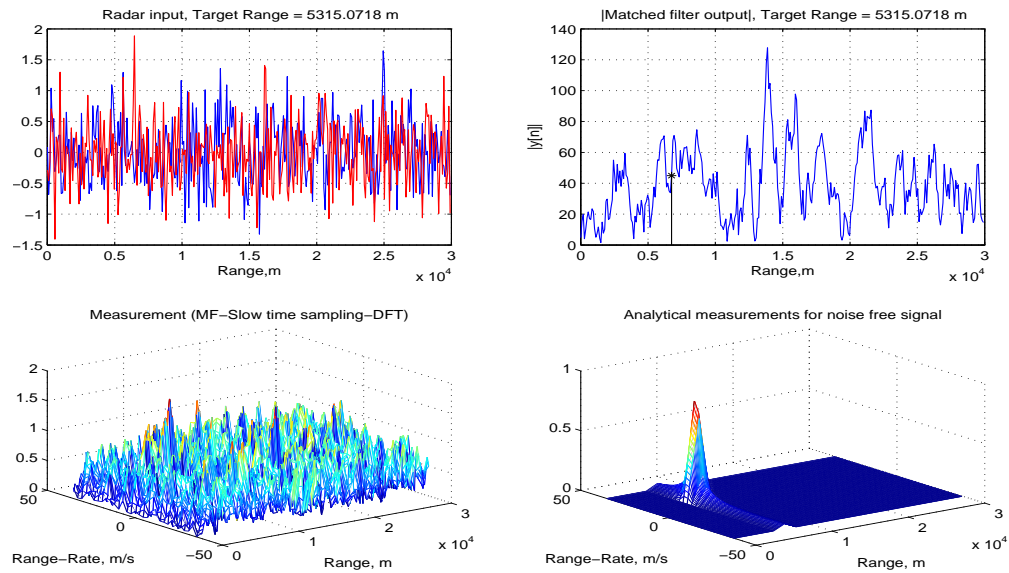 Radar input, Target Range = 5315.0718 m
2
1.5
1
0.5
0
−0.5
−1
−1.5
0 0.5 1 1.5 2 2.5 3
x 10^4
Range,m
|Matched filter output|, Target Range = 5315.0718 m
140
120
100
80
60
40
20
0
|y[n]|
0 0.5 1 1.5 2 2.5 3
x 10^4
Range,m
Measurement (MF−Slow time sampling−DFT)
2
1.5
1
0.5
0
50
0
−50
0
1
2
3
x 10^4
Range−Rate, m/s
Range, m
Analytical measurements for noise free signal
1
0.5
0
50
0
−50
0
1
2
3
x 10^4
Range−Rate, m/s
Range, m